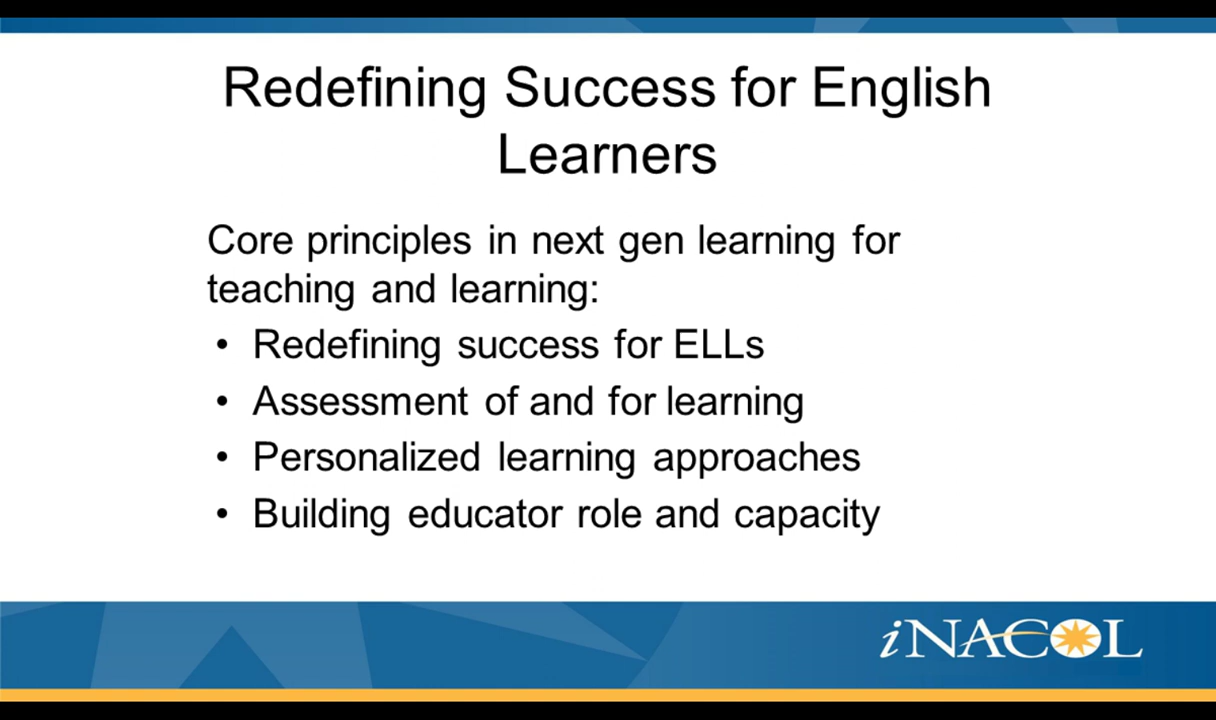 Redefining Success for English
Learners
Core principles in next gen learning for
teaching and learning:
• Redefining success for ELLs
• Assessment of and for learning
• Personalized learning approaches
• Building educator role and capacity
iNACOL